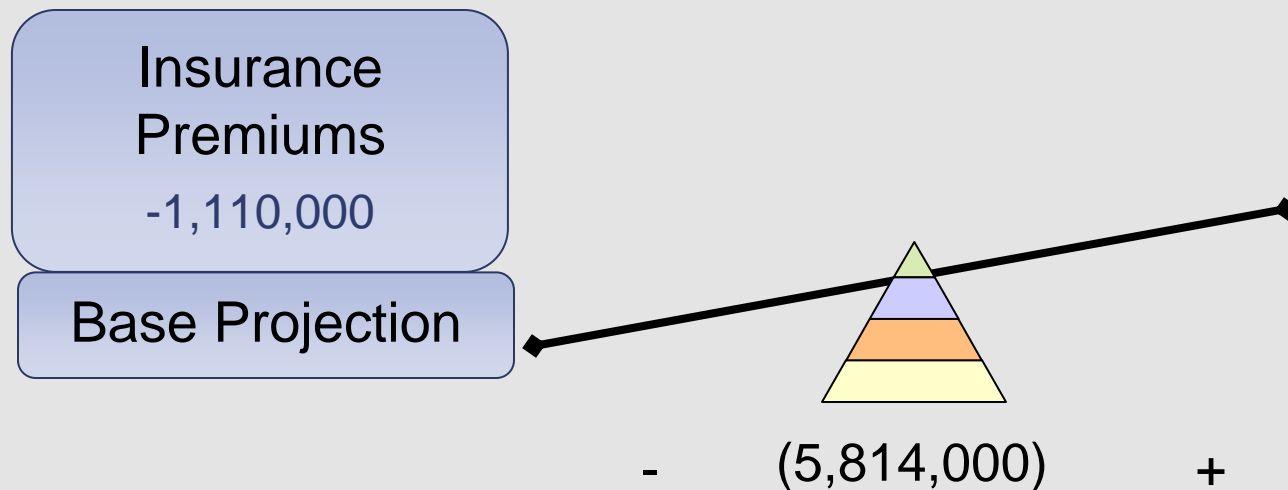 Insurance
Premiums
-1,110,000
Base Projection
- (5,814,000) +